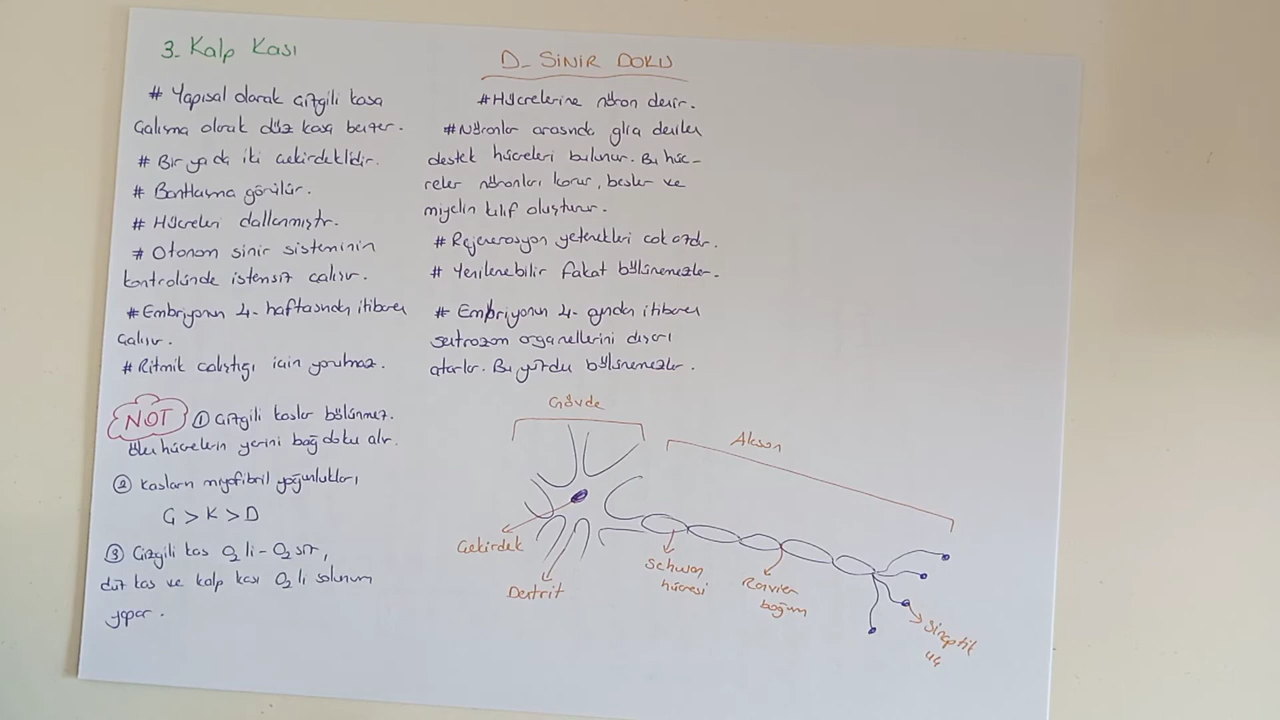 3- Kalp Kası
# Yapısal olarak çizgili kasa
Çalışma olarak düz kasa benzer.
# Bir ya da iki çekirdeklidir.
# Bantlaşma görülür.
# Hücreleri dallanmıştır.
# Otonom sinir sisteminin
kontrolünde istemsiz çalışır.
# Embriyonun 4. haftasından itibaren
çalışır.
# Ritmik çalıştığı için yorulmaz.
NOT ① Çizgili kaslar bölünmez.
Ölen hücrelerin yerini bağ doku alır.
② Kasların miyofibril yoğunlukları
Ç > K > D
③ Çizgili kas O2 li - O2 siz,
düz kas ve kalp kası O2 li solunum
yapar.
D- SİNİR DOKU
# Hücrelerine nöron denir.
# Nöronlar arasında glia denilen
destek hücreleri bulunur. Bu hüc-
reler nöronları korur, besler ve
miyelin kılıf oluşturur.
# Rejenerasyon yetenekleri çok azdır.
# Yenilenebilir fakat bölünemezler.
# Embriyonun 4. ayından itibaren
sentrozom organellerini dışarı
atarlar. Bu yüzden bölünemezler.
Gövde
Akson
Çekirdek
Dentrit
Schwan
hücresi
Ranvier
boğum
Sinaptik
uç